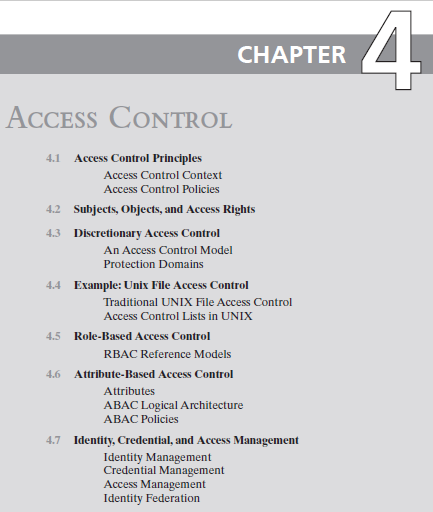 CHAPTER 4
ACCESS CONTROL
4.1 Access Control Principles
Access Control Context
Access Control Policies
4.2 Subjects, Objects, and Access Rights
4.3 Discretionary Access Control
An Access Control Model
Protection Domains
4.4 Example: Unix File Access Control
Traditional UNIX File Access Control
Access Control Lists in UNIX
4.5 Role-Based Access Control
RBAC Reference Models
4.6 Attribute-Based Access Control
Attributes
ABAC Logical Architecture
ABAC Policies
4.7 Identity, Credential, and Access Management
Identity Management
Credential Management
Access Management
Identity Federation